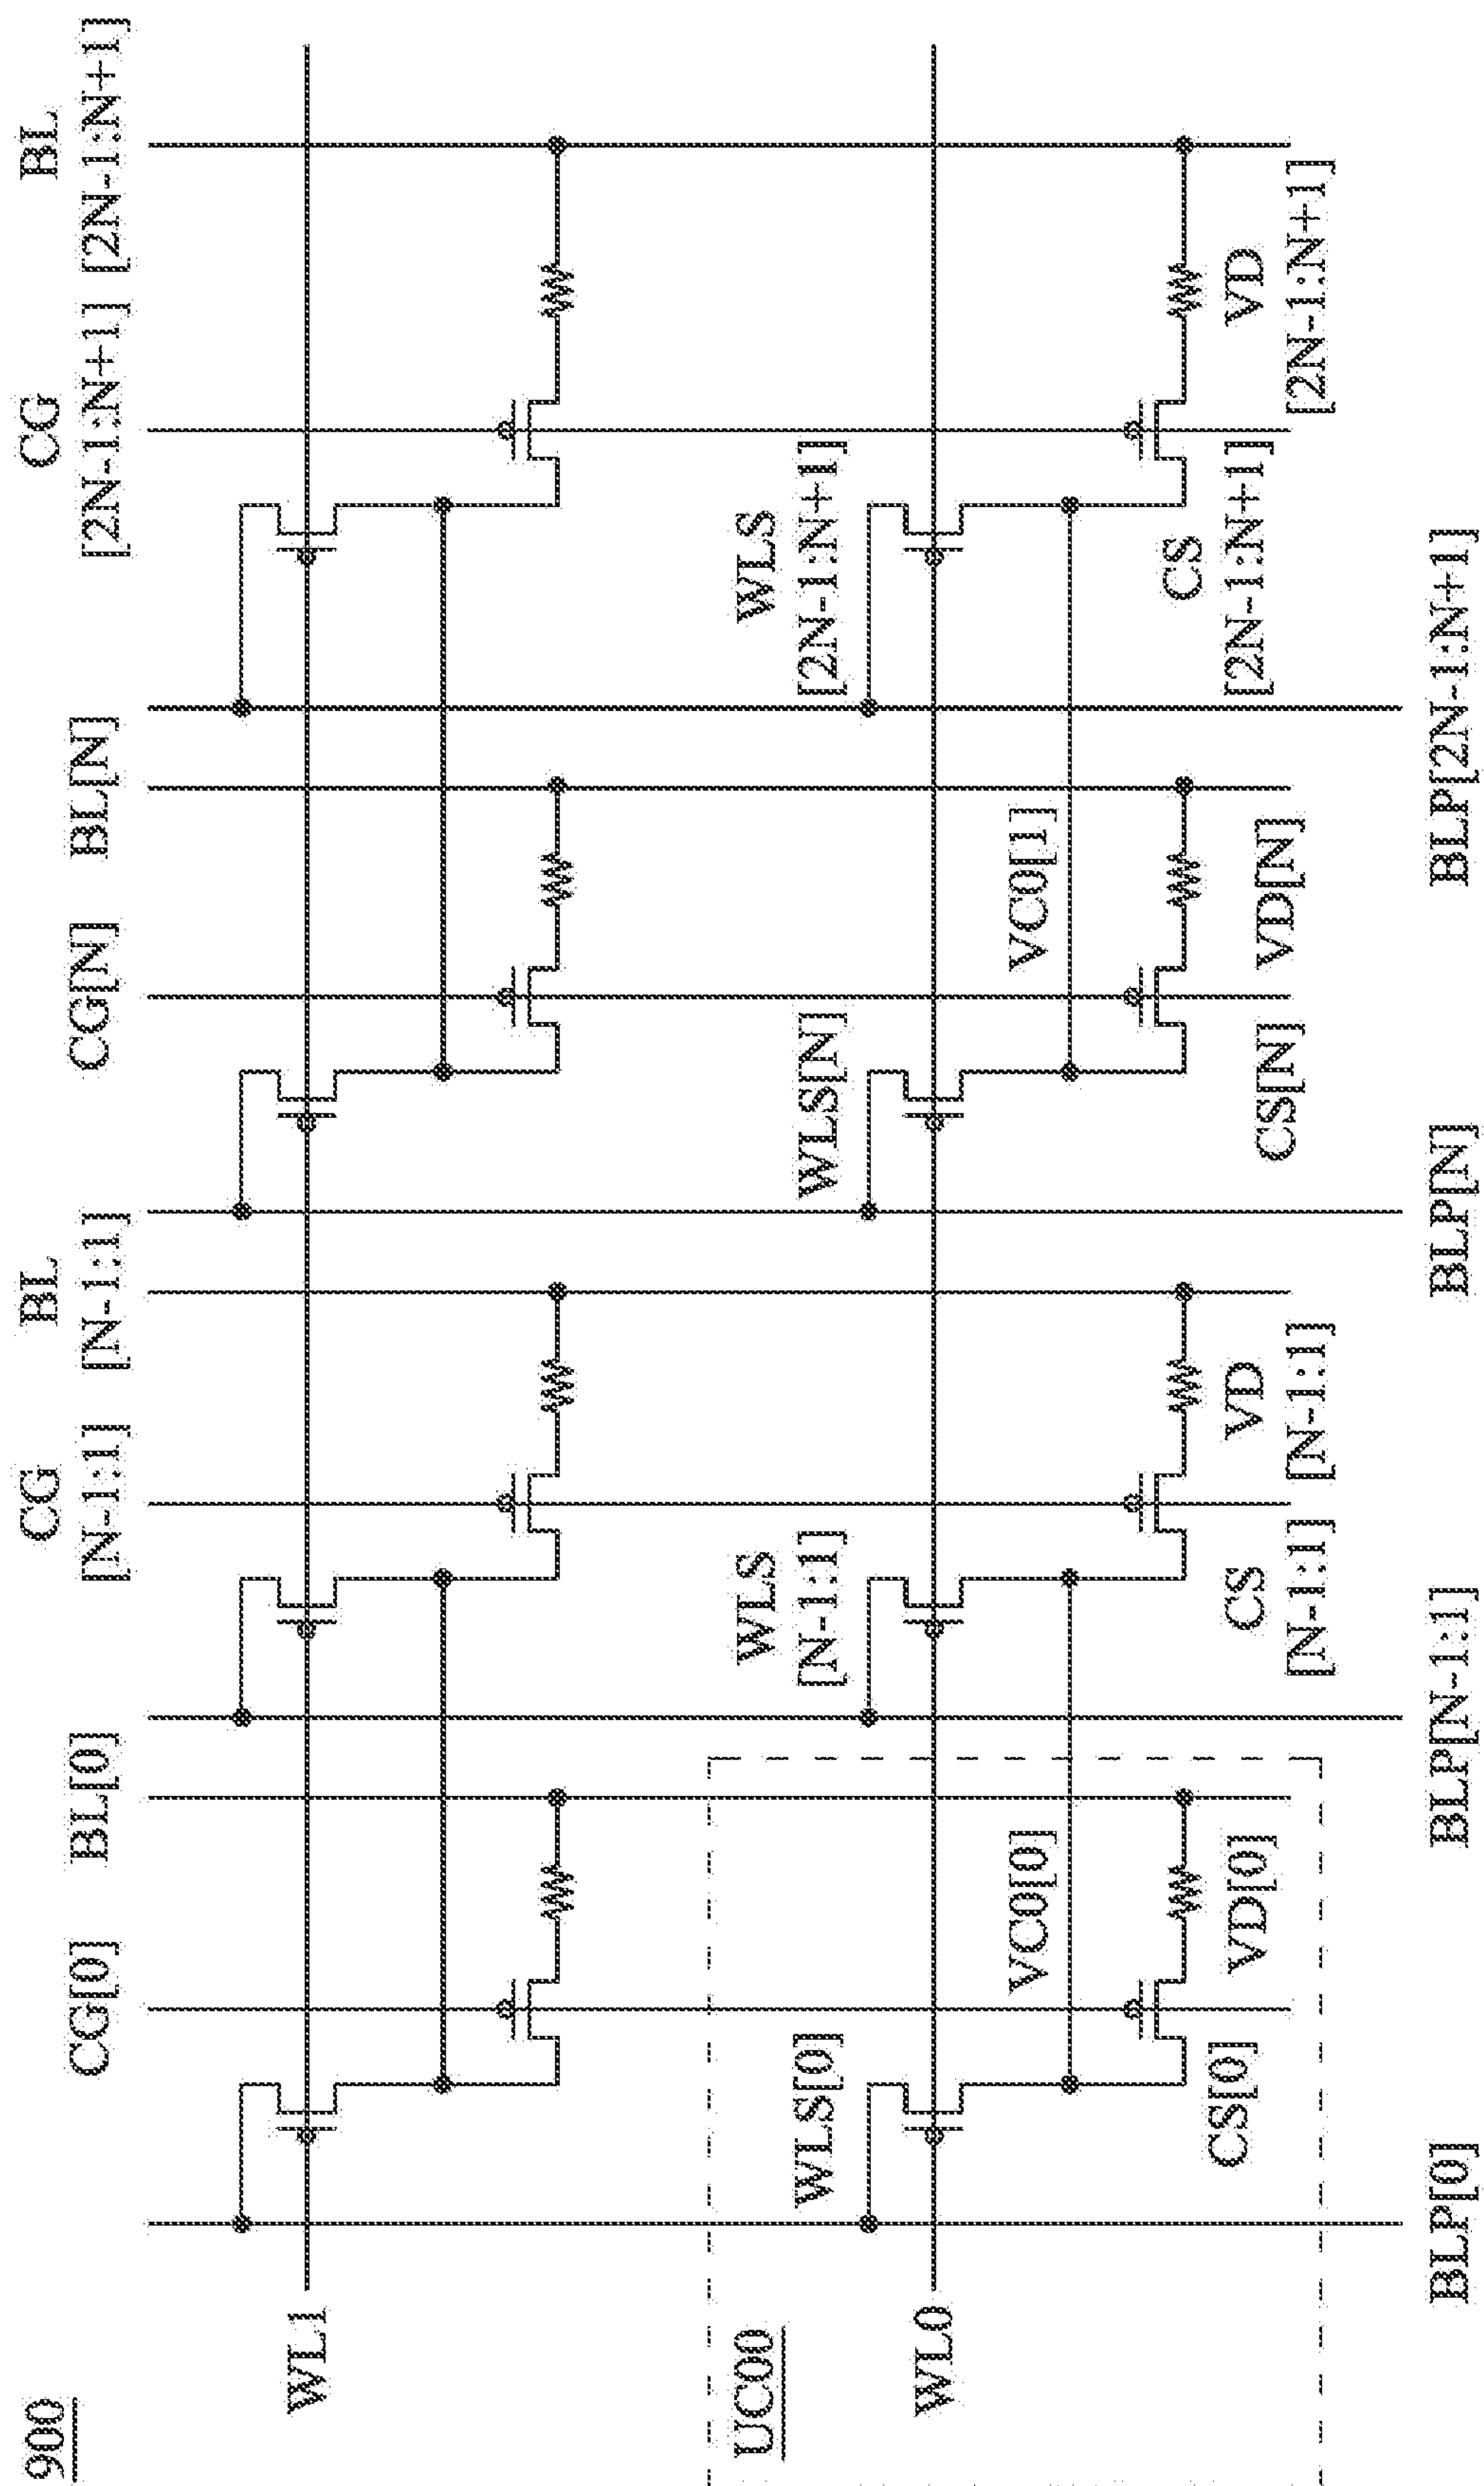 900
CG[0]
BL[0]
CG
[N-1:1]
BL
[N-1:1]
CG[N]
BL[N]
CG
[2N-1:N+1]
BL
[2N-1:N+1]
WL1
UC00
WLS[0]
WLS
[N-1:1]
WLS[N]
WLS
[2N-1:N+1]
WL0
VC0[0]
VC0[1]
CS[0]
VD[0]
CS
[N-1:1]
VD
[N-1:1]
CS[N]
VD[N]
CS
[2N-1:N+1]
VD
[2N-1:N+1]
BLP[0]
BLP[N-1:1]
BLP[N]
BLP[2N-1:N+1]